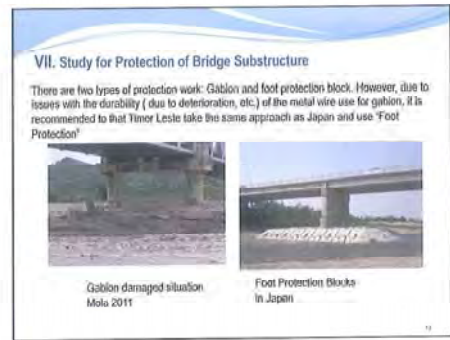 VII. Study for Protection of Bridge Substructure
There are two types of protection work: Gabion and foot protection block. However, due to
issues with the durability ( due to deterioration, etc.) of the metal wire use for gabion, it is
recommended to that Timor Leste take the same approach as Japan and use "Foot
Protection"
Gabion damaged situation
Mola 2011
Foot Protection Blocks
in Japan